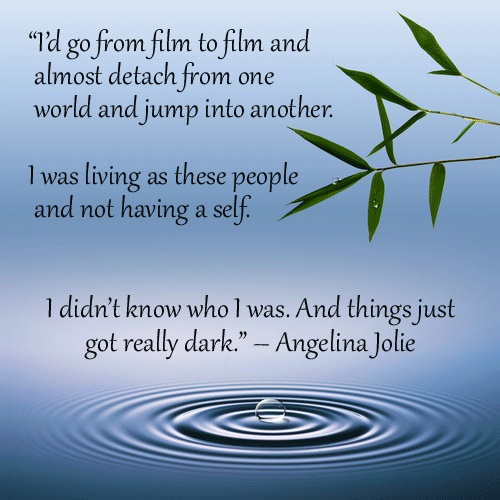 “I’d go from film to film and
almost detach from one
world and jump into another.
I was living as these people
and not having a self.
I didn’t know who I was. And things just
got really dark.” – Angelina Jolie